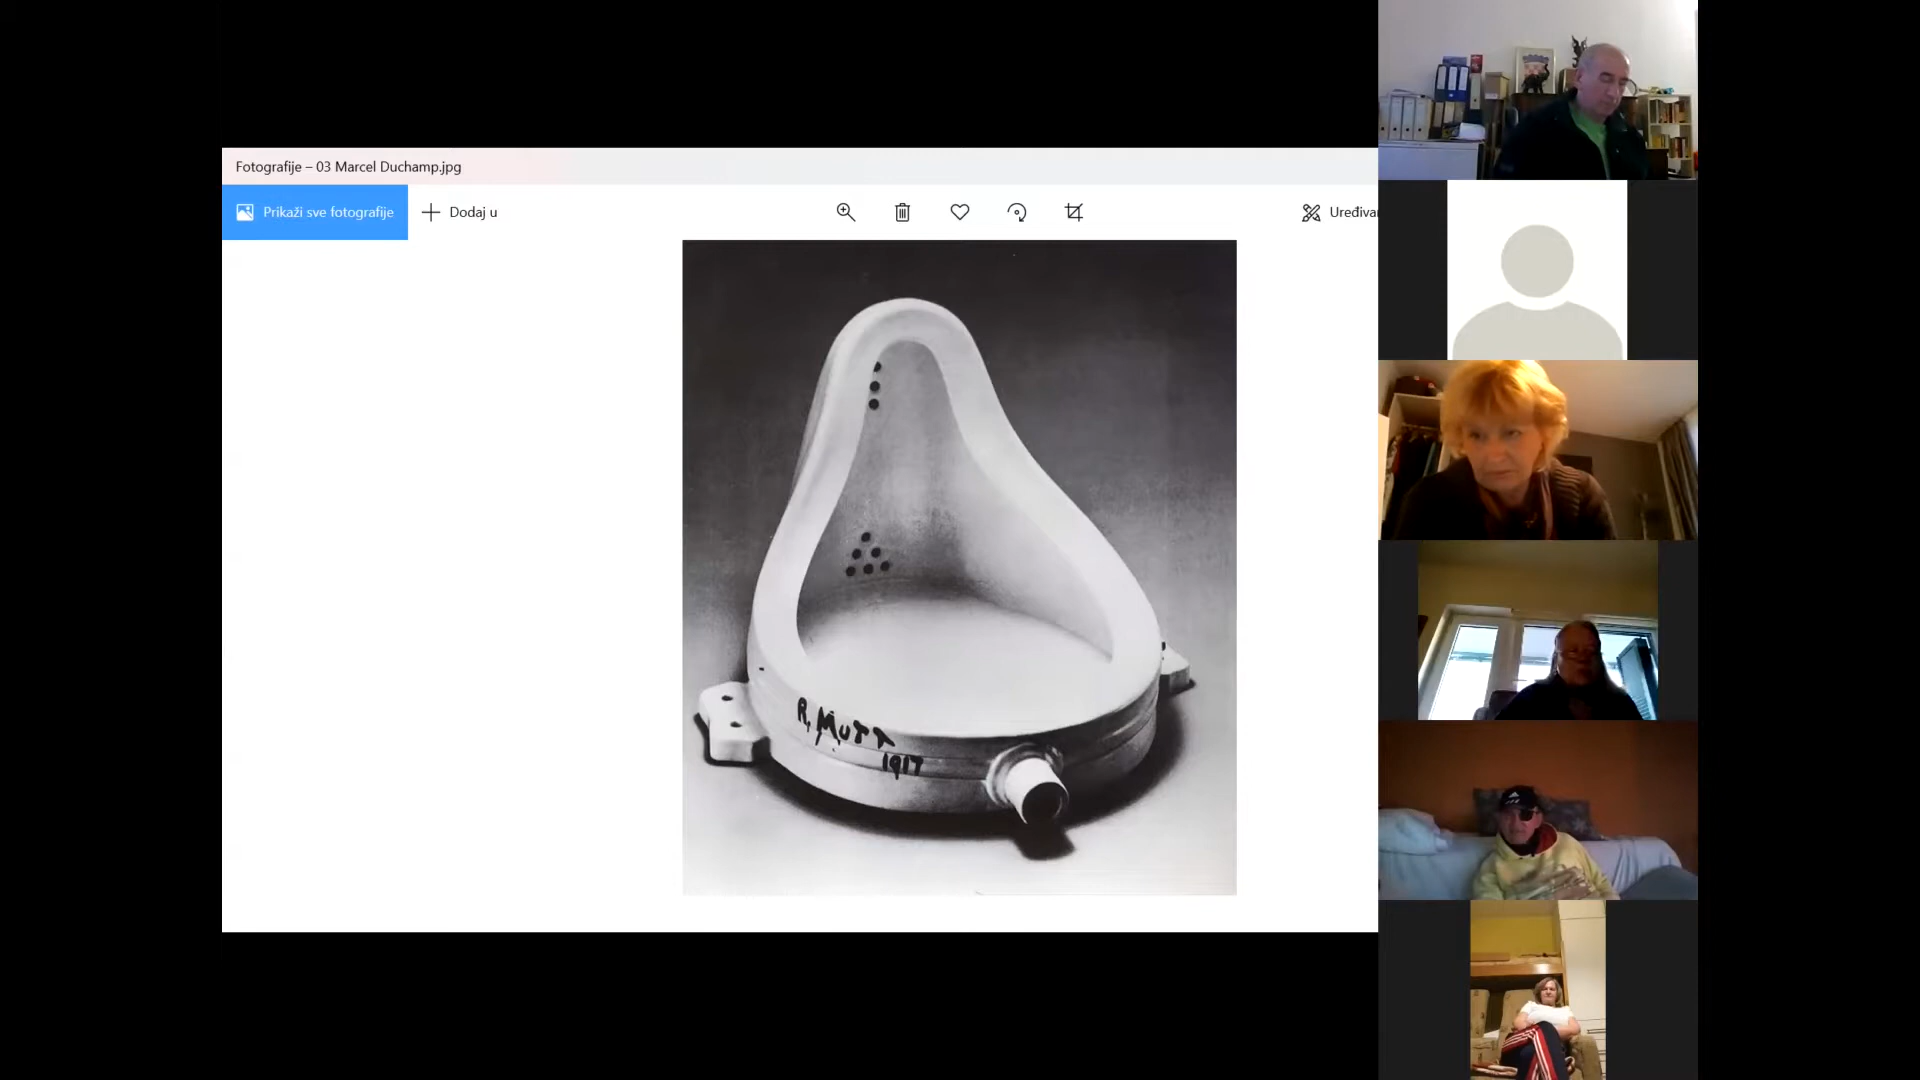 Fotografije – 03 Marcel Duchamp.jpg
Prikaži sve fotografije
Dodaj u
Uređiva
R. MUTT
1917